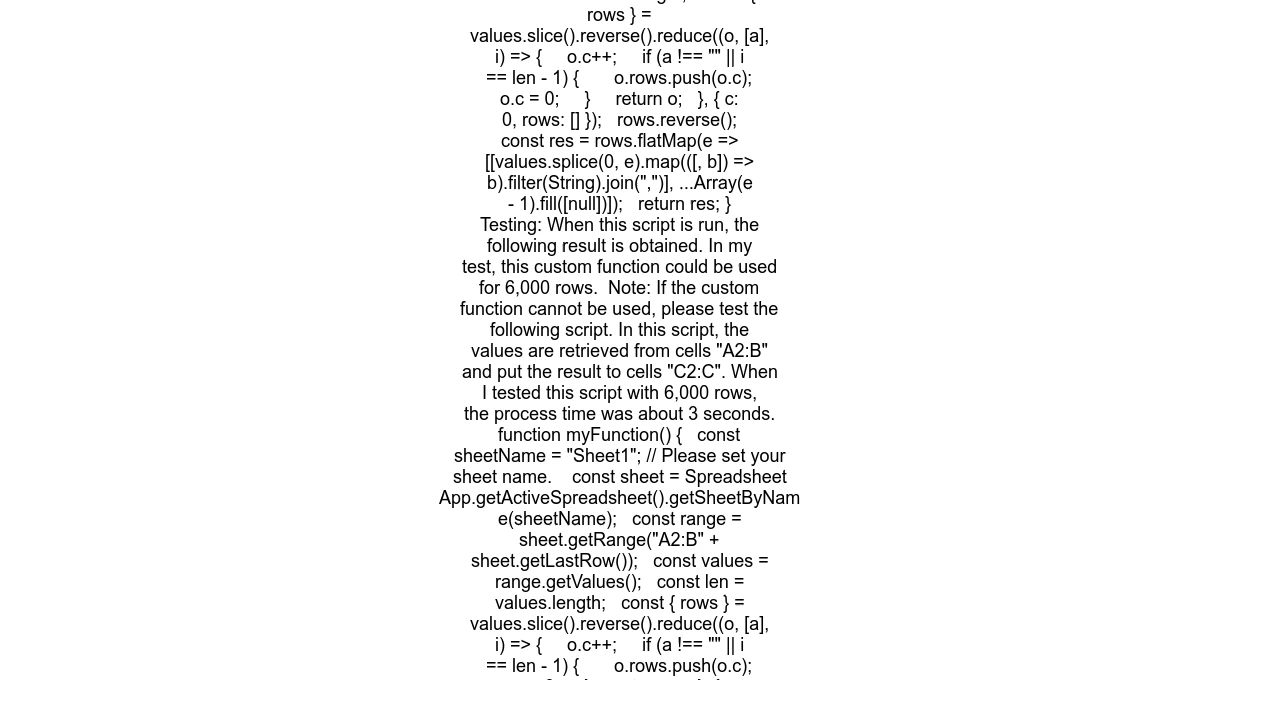 rows } =
values.slice().reverse().reduce((o, [a],
i) => {     o.c++;     if (a !== "" || i
== len - 1) {       o.rows.push(o.c);
o.c = 0;     }     return o;   }, { c:
0, rows: [] });   rows.reverse();
const res = rows.flatMap(e =>
[[values.splice(0, e).map(([, b]) =>
b).filter(String).join(",")], ...Array(e
- 1).fill([null])]);   return res; }
Testing: When this script is run, the
following result is obtained. In my
test, this custom function could be used
for 6,000 rows.  Note: If the custom
function cannot be used, please test the
following script. In this script, the
values are retrieved from cells "A2:B"
and put the result to cells "C2:C". When
I tested this script with 6,000 rows,
the process time was about 3 seconds.
function myFunction() {   const
sheetName = "Sheet1"; // Please set your
sheet name.    const sheet = Spreadsheet
App.getActiveSpreadsheet().getSheetByNam
e(sheetName);   const range =
sheet.getRange("A2:B" +
sheet.getLastRow());   const values =
range.getValues();   const len =
values.length;   const { rows } =
values.slice().reverse().reduce((o, [a],
i) => {     o.c++;     if (a !== "" || i
== len - 1) {       o.rows.push(o.c);